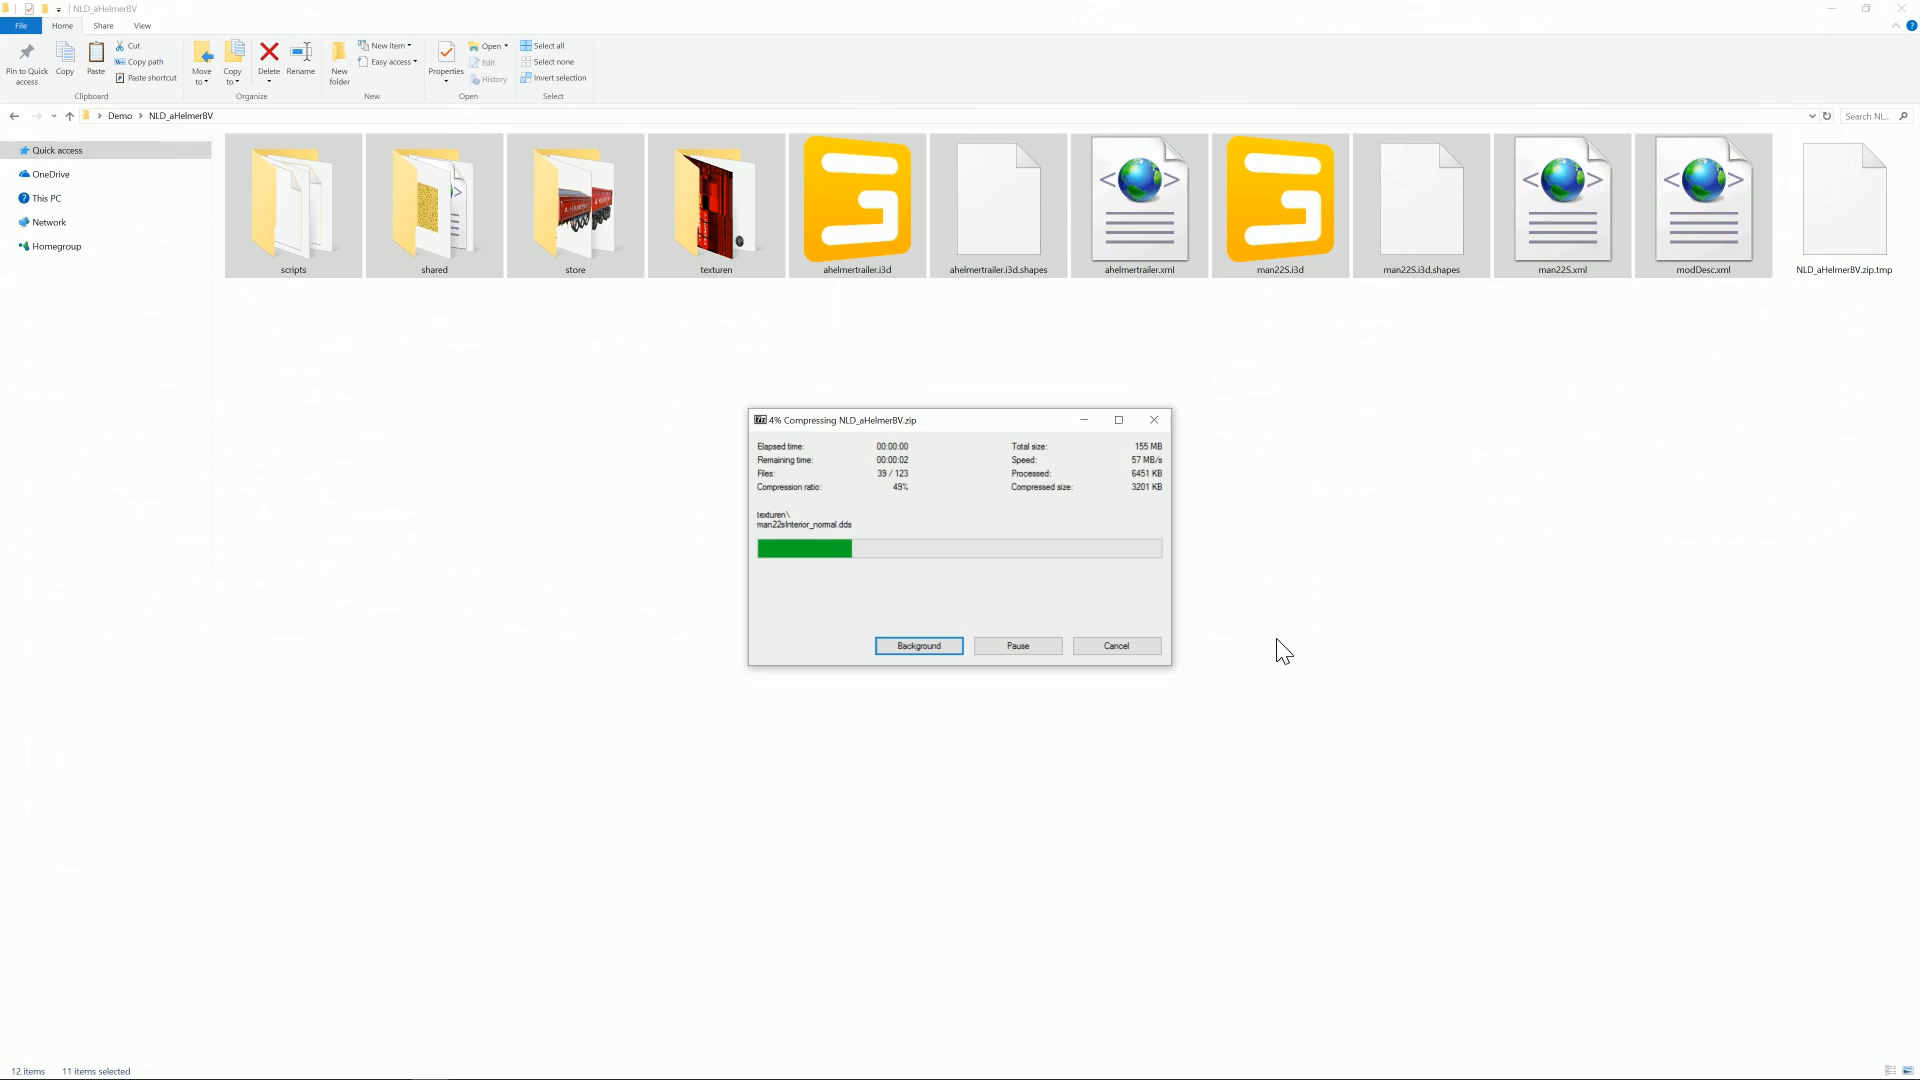 NLD_aHelmerBV
File Home Share View
Pin to Quick access
Copy
Paste
Cut
Copy path
Paste shortcut
Clipboard
Move to
Copy to
Delete
Rename
Organize
New folder
New item
Easy access
New
Properties
Open
Edit
History
Open
Select all
Select none
Invert selection
Select
Demo > NLD_aHelmerBV
Search NL...
Quick access
OneDrive
This PC
Network
Homegroup
scripts
shared
store
texturen
ahelmertrailer.i3d
ahelmertrailer.i3d.shapes
ahelmertrailer.xml
man22S.i3d
man22S.i3d.shapes
man22S.xml
modDesc.xml
NLD_aHelmerBV.zip.tmp
4% Compressing NLD_aHelmerBV.zip
Elapsed time: 00:00:00 Total size: 155 MB
Remaining time: 00:00:02 Speed: 57 MB/s
Files: 39 / 123 Processed: 6451 KB
Compression ratio: 49% Compressed size: 3201 KB
texturen\
man22sInterior_normal.dds
Background Pause Cancel
12 items 11 items selected